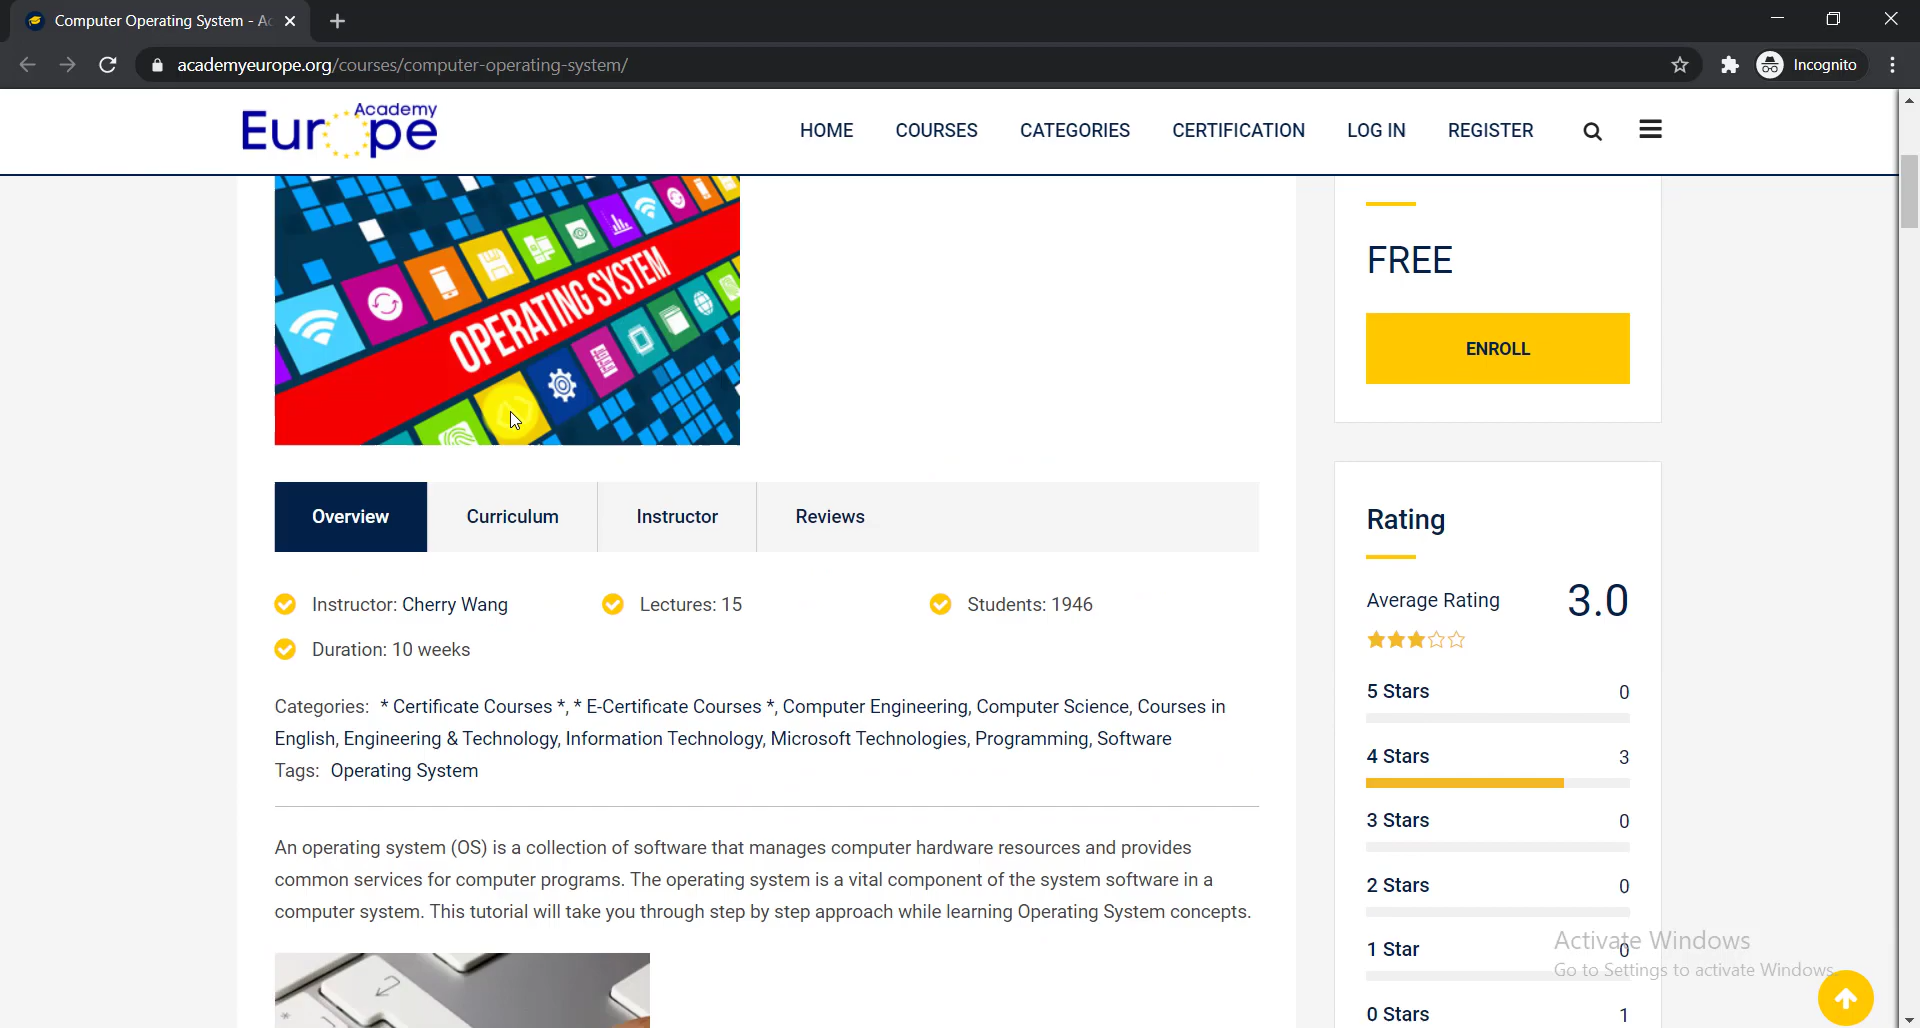 Computer Operating System - Ac
academyeurope.org/courses/computer-operating-system/
Incognito
Academy
Europe
HOME
COURSES
CATEGORIES
CERTIFICATION
LOG IN
REGISTER
OPERATING SYSTEM
FREE
ENROLL
Overview
Curriculum
Instructor
Reviews
Instructor: Cherry Wang
Lectures: 15
Students: 1946
Duration: 10 weeks
Categories: * Certificate Courses *, * E-Certificate Courses *, Computer Engineering, Computer Science, Courses in
English, Engineering & Technology, Information Technology, Microsoft Technologies, Programming, Software
Tags: Operating System
An operating system (OS) is a collection of software that manages computer hardware resources and provides
common services for computer programs. The operating system is a vital component of the system software in a
computer system. This tutorial will take you through step by step approach while learning Operating System concepts.
Rating
Average Rating 3.0
5 Stars 0
4 Stars 3
3 Stars 0
2 Stars 0
1 Star 0
0 Stars 1
Activate Windows
Go to Settings to activate Windows.